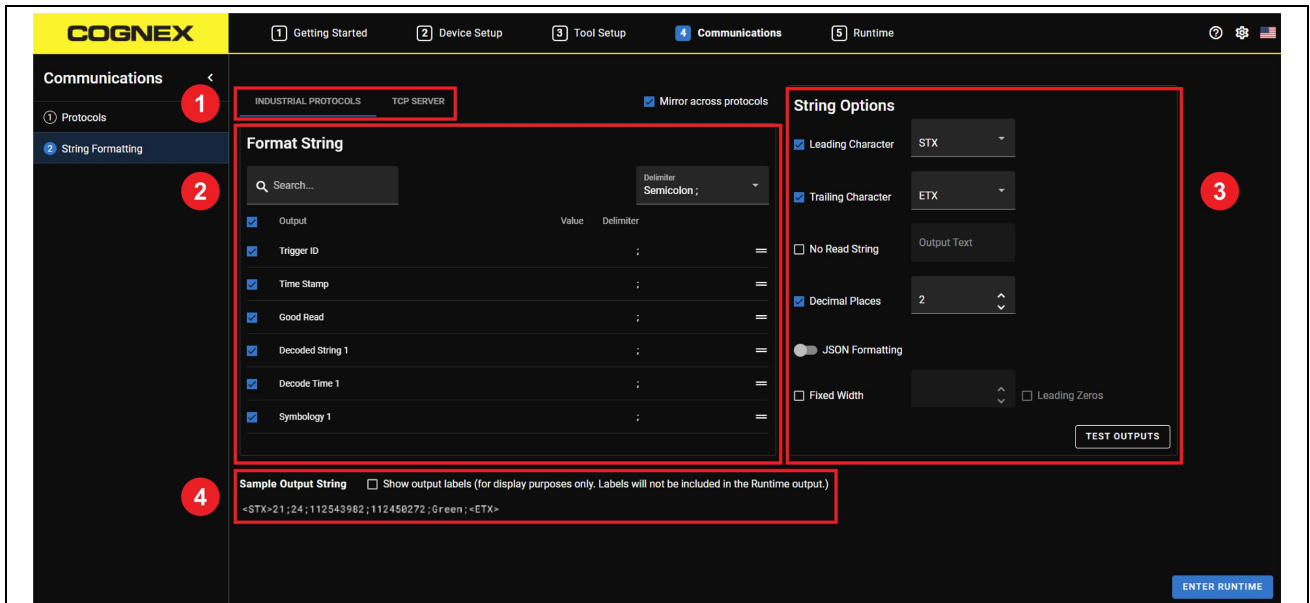 COGNEX
1 Getting Started 2 Device Setup 3 Tool Setup 4 Communications 5 Runtime
Communications
1 Protocols
2 String Formatting
1
INDUSTRIAL PROTOCOLS TCP SERVER
Mirror across protocols
2
Format String
Search...
Delimiter
Semicolon ;
Output Value Delimiter
Trigger ID ;
Time Stamp ;
Good Read ;
Decoded String 1 ;
Decode Time 1 ;
Symbology 1 ;
String Options
Leading Character STX
Trailing Character ETX
3
No Read String Output Text
Decimal Places 2
JSON Formatting
Fixed Width Leading Zeros
TEST OUTPUTS
4
Sample Output String Show output labels (for display purposes only. Labels will not be included in the Runtime output.)
<STX>21;24;112543982;112450272;Green;<ETX>
ENTER RUNTIME